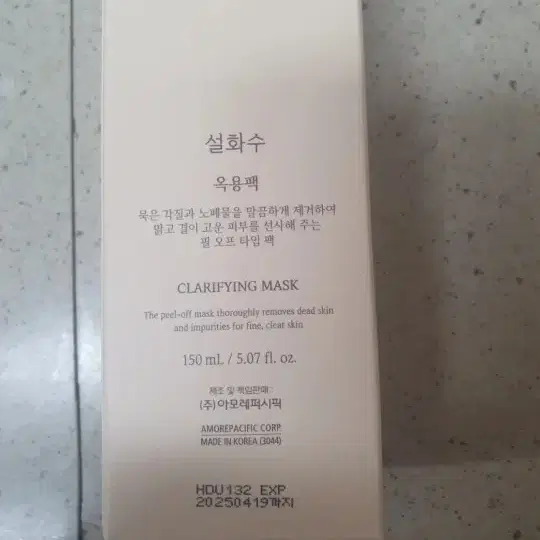 설화수
옥용팩
묵은 각질과 노폐물을 말끔하게 제거하여
맑고 결이 고운 피부를 선사해 주는
필 오프 타입 팩
CLARIFYING MASK
The peel-off mask thoroughly removes dead skin
and impurities for fine, clear skin
150 mL / 5.07 fl. oz.
제조 및 책임판매 :
(주)아모레퍼시픽
AMOREPACIFIC CORP.
MADE IN KOREA (3044)
HDU132 EXP
20250419까지